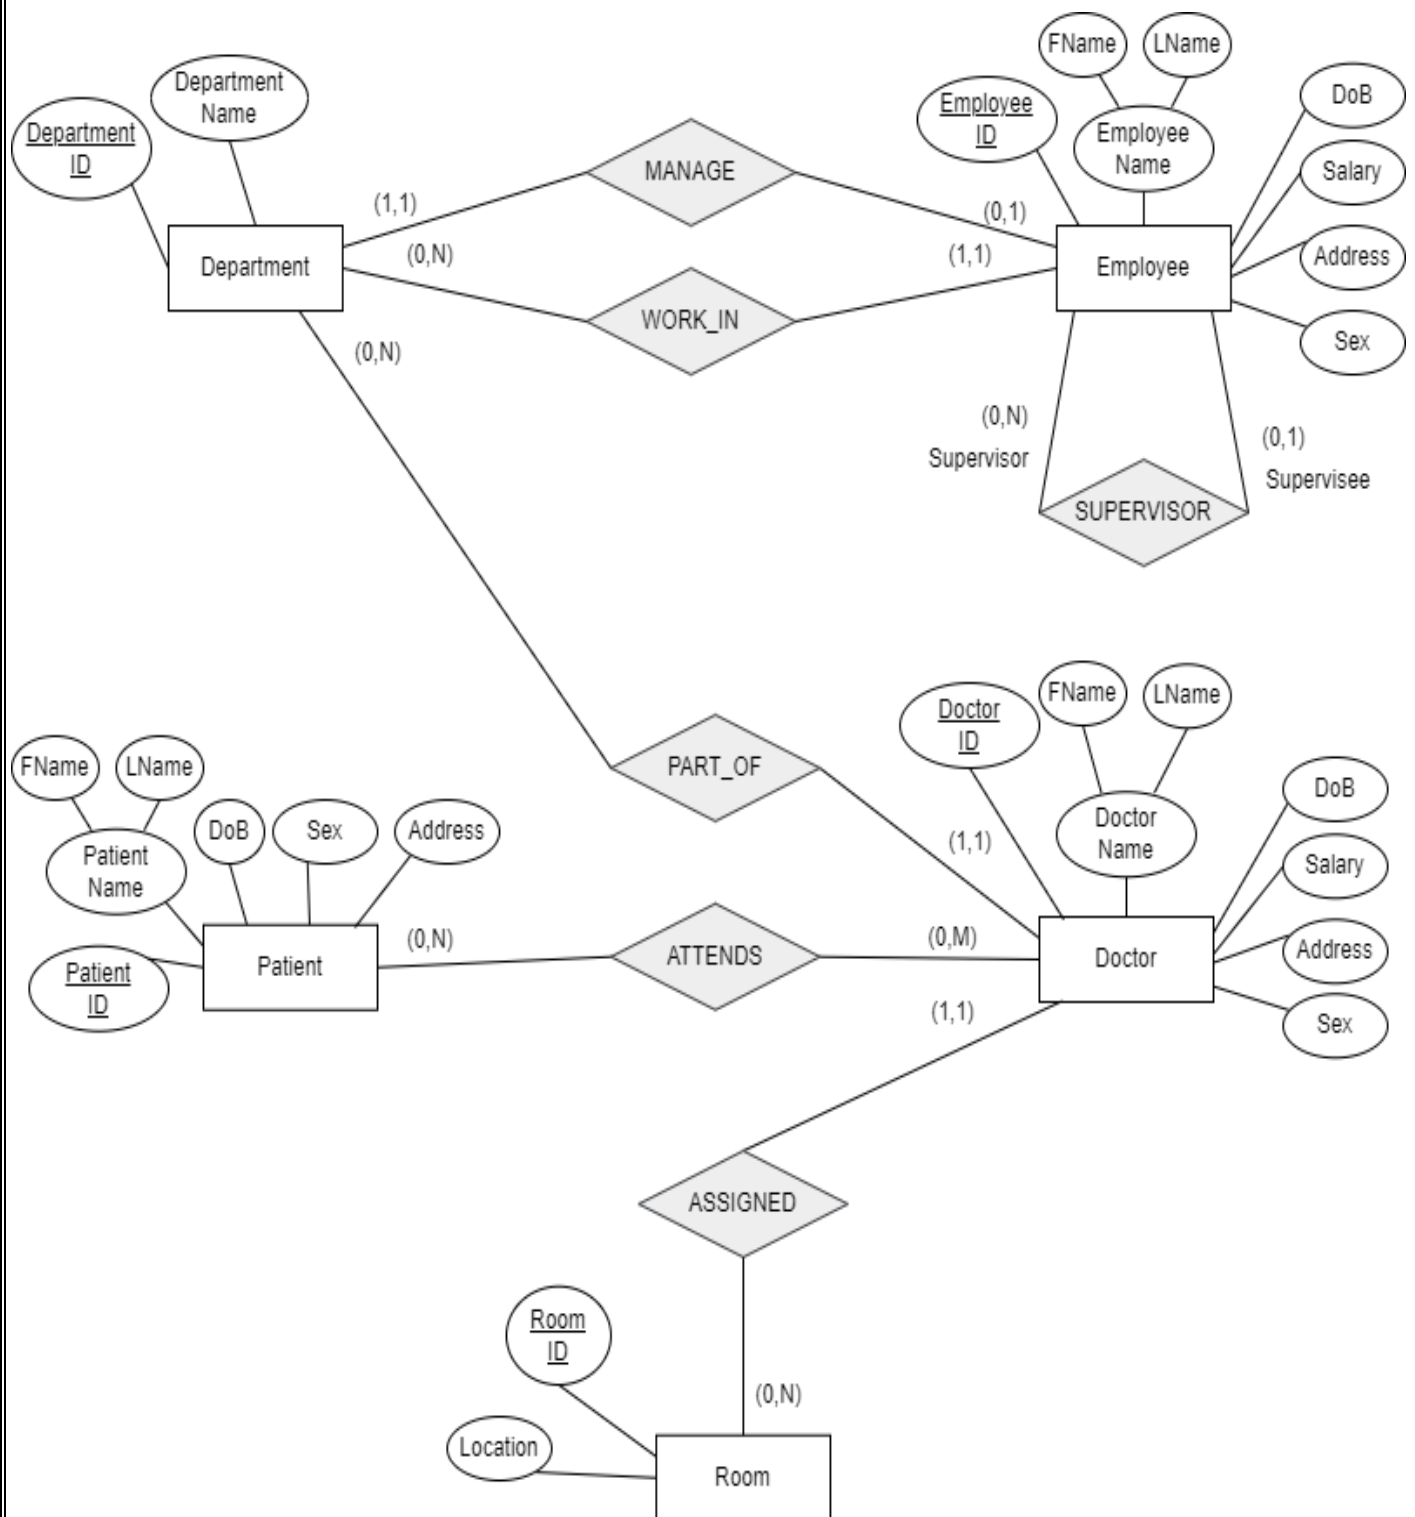 FName
LName
Department
Name
Employee
ID
DoB
Department
ID
Employee
Name
MANAGE
Salary
(1,1)
(0,1)
(0,N)
(1,1)
Address
Department
Employee
WORK_IN
Sex
(0,N)
(0,N)
Supervisor
(0,1)
Supervisee
SUPERVISOR
Doctor
ID
FName
LName
FName
LName
PART_OF
DoB
DoB
Sex
Address
Doctor
Name
(1,1)
Patient
Name
Salary
(0,N)
(0,M)
ATTENDS
Address
Patient
ID
Patient
Doctor
(1,1)
Sex
ASSIGNED
Room
ID
(0,N)
Location
Room